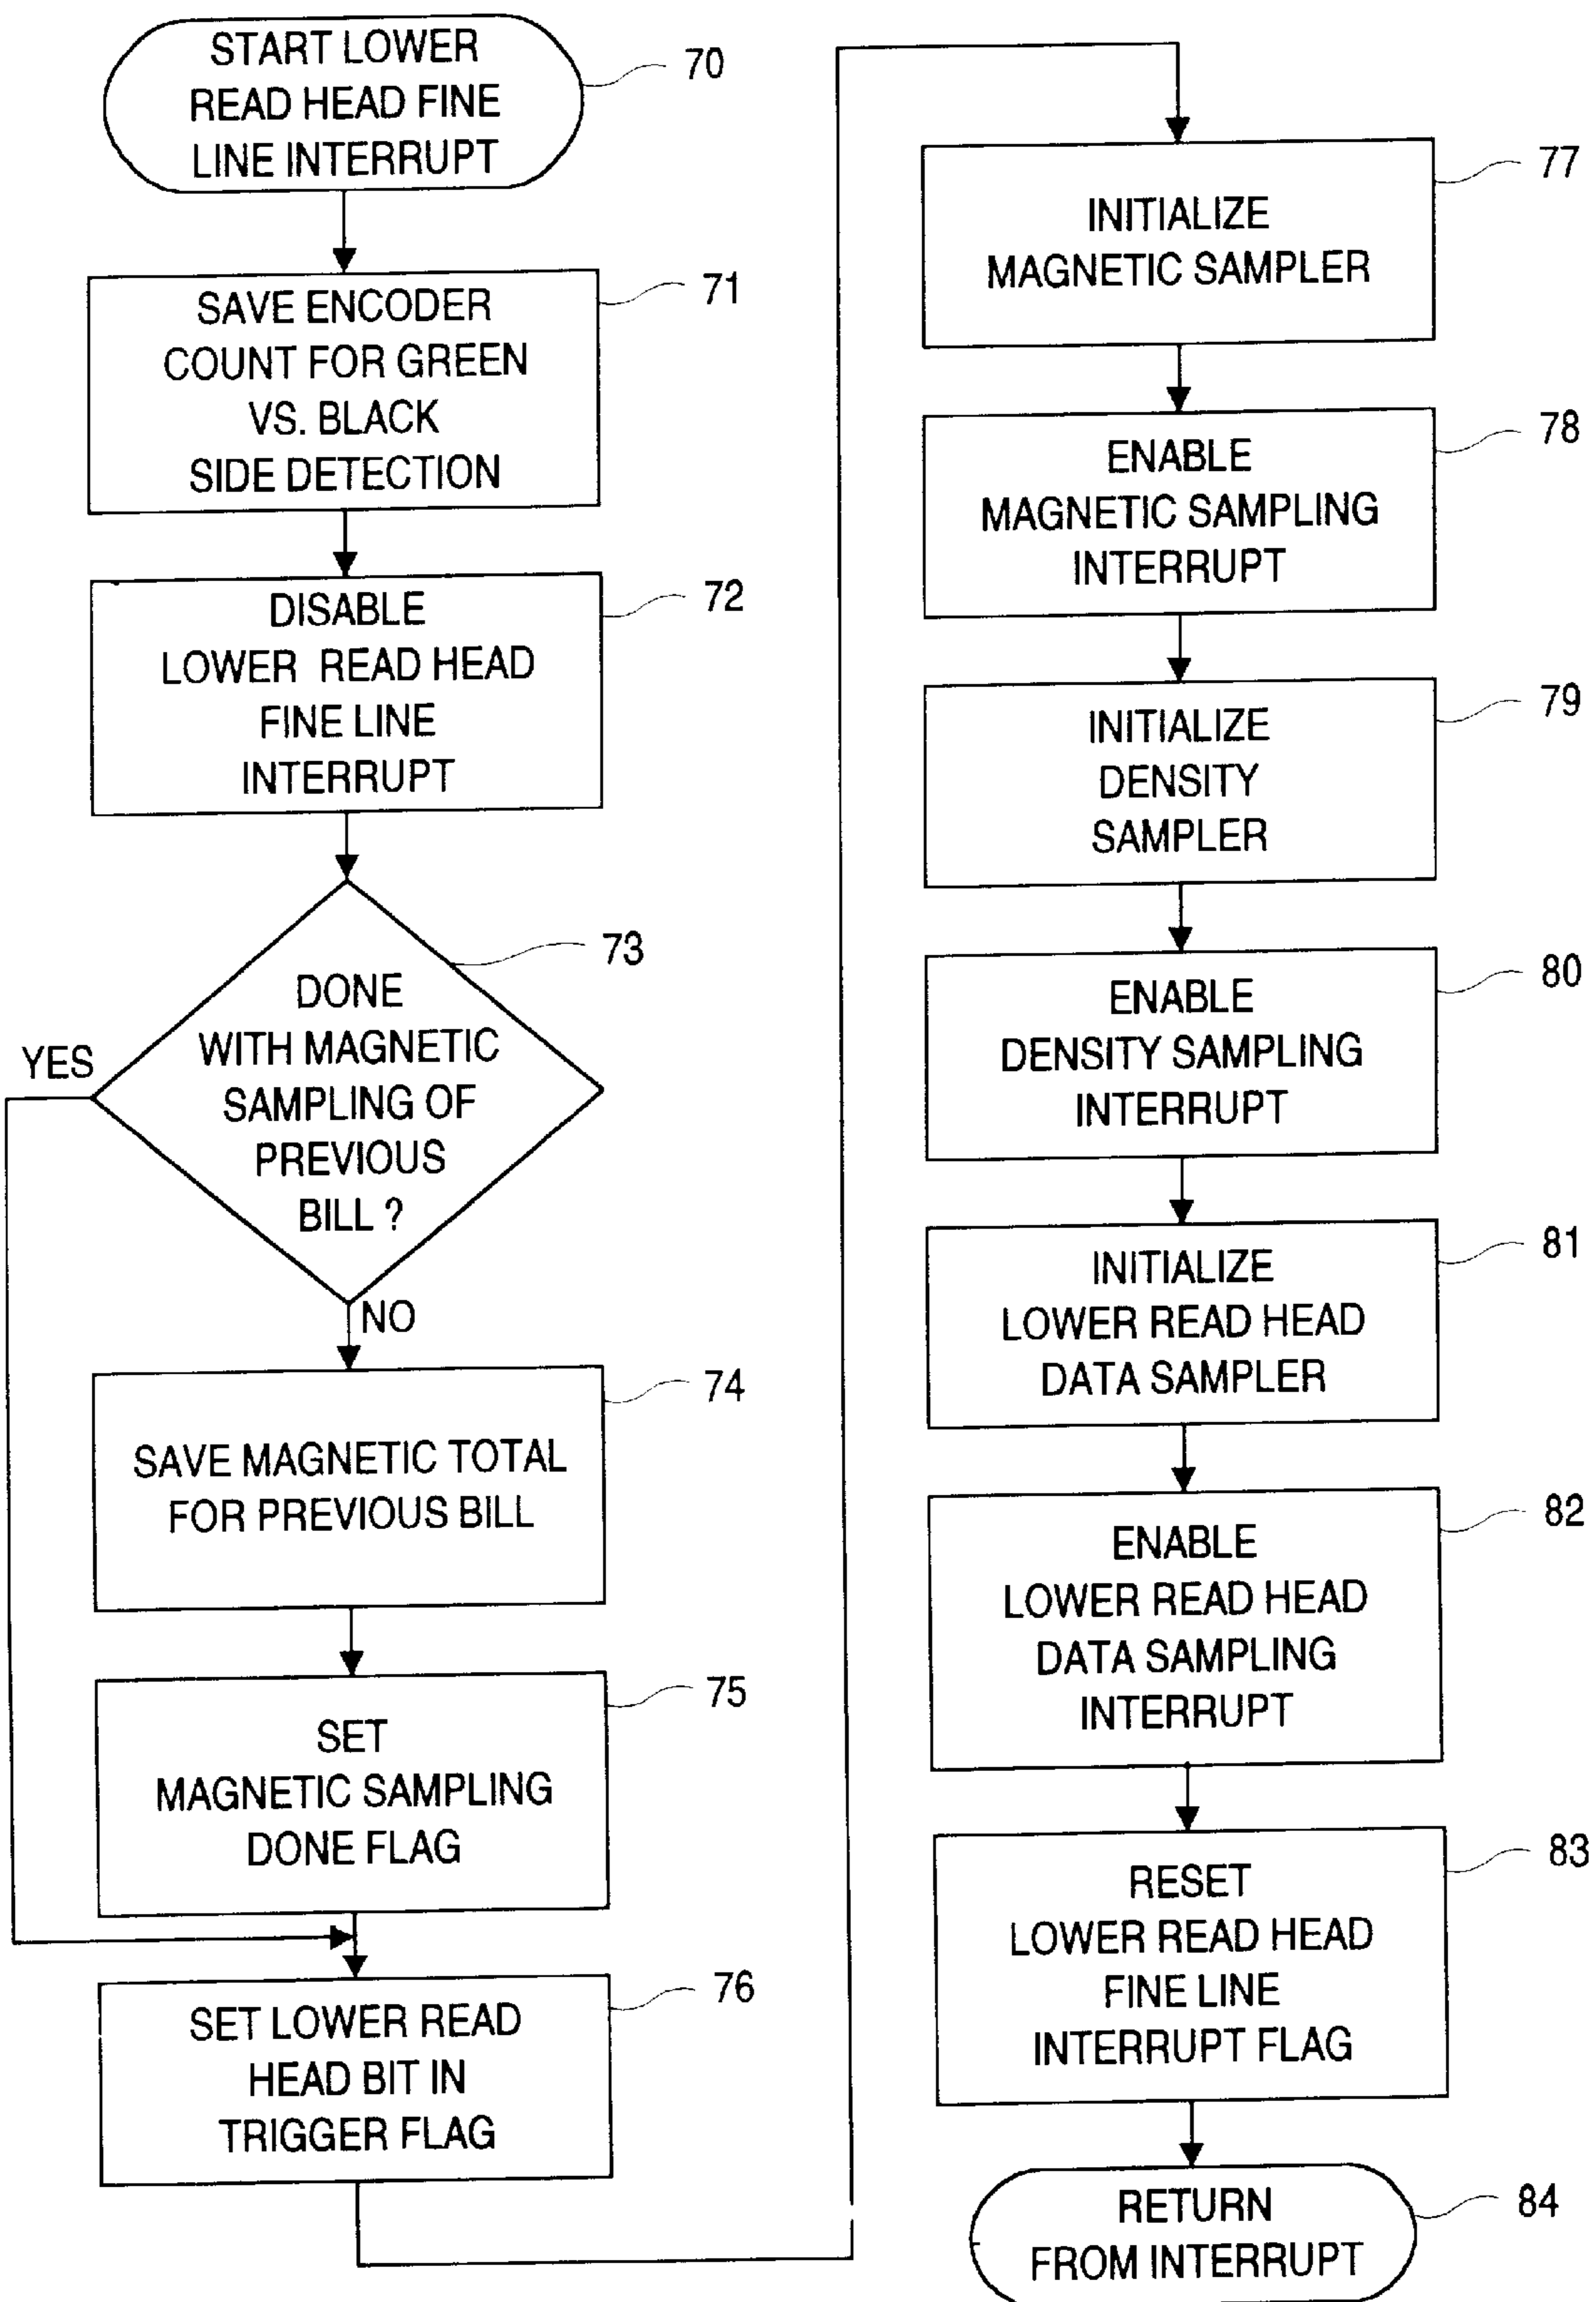 START LOWER
READ HEAD FINE
LINE INTERRUPT
70
SAVE ENCODER
COUNT FOR GREEN
VS. BLACK
SIDE DETECTION
71
DISABLE
LOWER READ HEAD
FINE LINE
INTERRUPT
72
DONE
WITH MAGNETIC
SAMPLING OF
PREVIOUS
BILL ?
73
YES
NO
SAVE MAGNETIC TOTAL
FOR PREVIOUS BILL
74
SET
MAGNETIC SAMPLING
DONE FLAG
75
SET LOWER READ
HEAD BIT IN
TRIGGER FLAG
76
INITIALIZE
MAGNETIC SAMPLER
77
ENABLE
MAGNETIC SAMPLING
INTERRUPT
78
INITIALIZE
DENSITY
SAMPLER
79
ENABLE
DENSITY SAMPLING
INTERRUPT
80
INITIALIZE
LOWER READ HEAD
DATA SAMPLER
81
ENABLE
LOWER READ HEAD
DATA SAMPLING
INTERRUPT
82
RESET
LOWER READ HEAD
FINE LINE
INTERRUPT FLAG
83
RETURN
FROM INTERRUPT
84